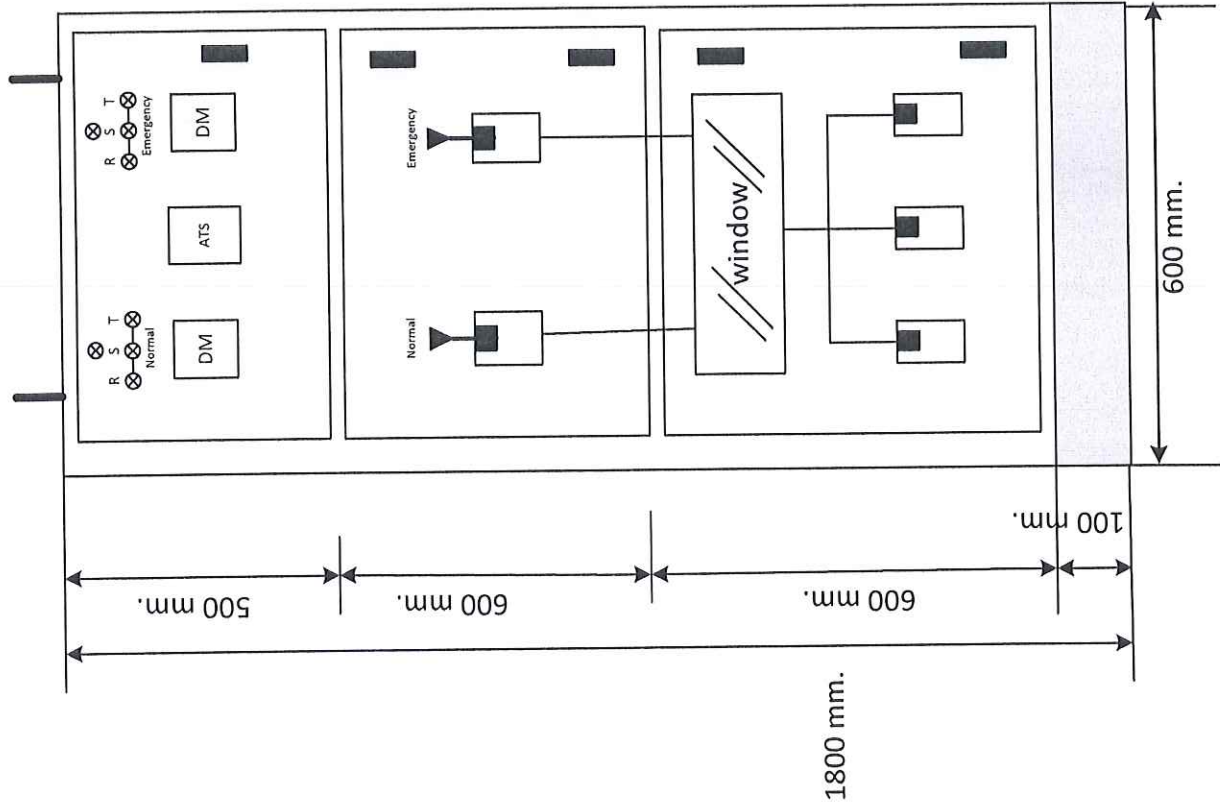 R S T
Normal
R S T
Emergency
DM
ATS
DM
Normal
Emergency
window
500 mm.
600 mm.
600 mm.
100 mm.
1800 mm.
600 mm.